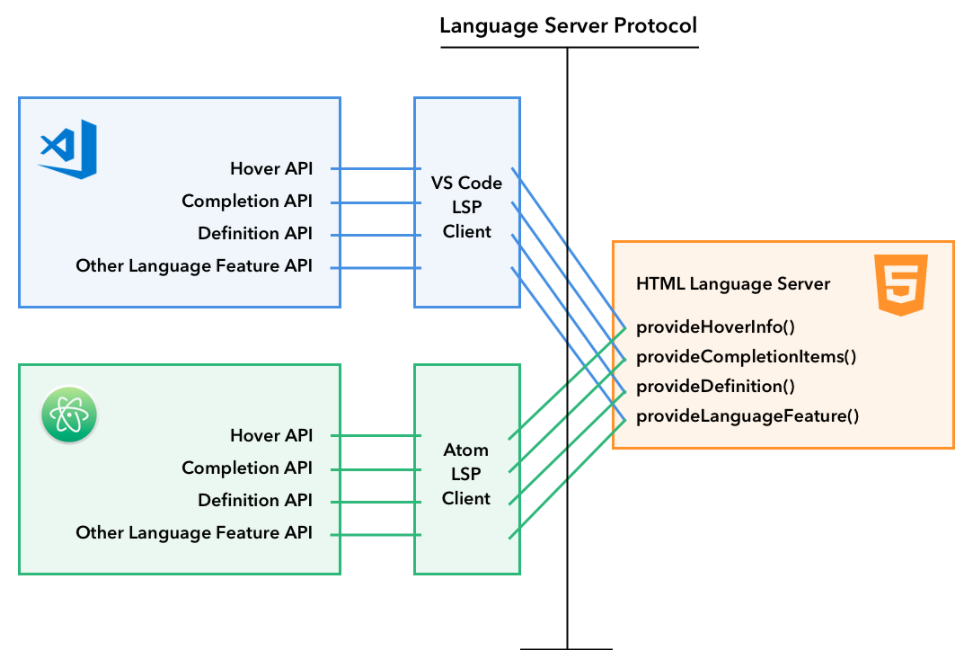 Language Server Protocol
Hover API
Completion API
Definition API
Other Language Feature API
VS Code
LSP
Client
HTML Language Server
5
provideHoverInfo()
provideCompletionItems()
provideDefinition()
provideLanguageFeature()
Hover API
Completion API
Definition API
Other Language Feature API
Atom
LSP
Client